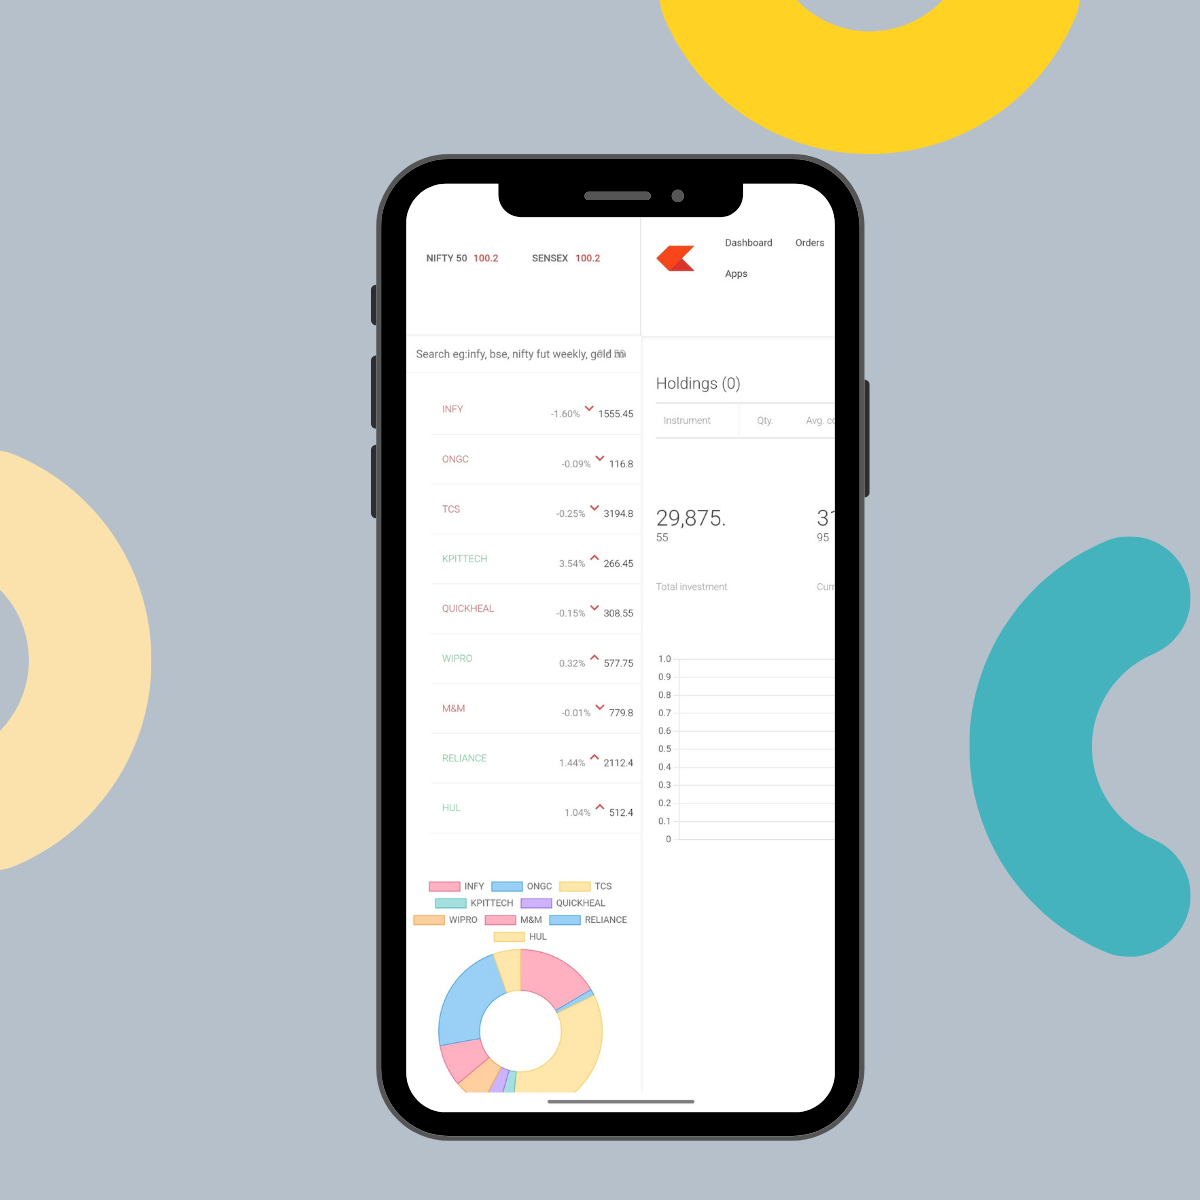 NIFTY 50 100.2 SENSEX 100.2
Dashboard Orders
Apps
Search eg:infy, bse, nifty fut weekly, gold
INFY -1.60% 1555.45
ONGC -0.09% 116.8
TCS -0.25% 3194.8
KPITTECH 3.54% 266.45
QUICKHEAL -0.15% 308.55
WIPRO 0.32% 577.75
M&M -0.01% 779.8
RELIANCE 1.44% 2112.4
HUL 1.04% 512.4
INFY ONGC TCS
KPITTECH QUICKHEAL
WIPRO M&M RELIANCE
HUL
Holdings (0)
Instrument Qty. Avg.
29,875.
55 95
Total investment
1.0
0.9
0.8
0.7
0.6
0.5
0.4
0.3
0.2
0.1
0